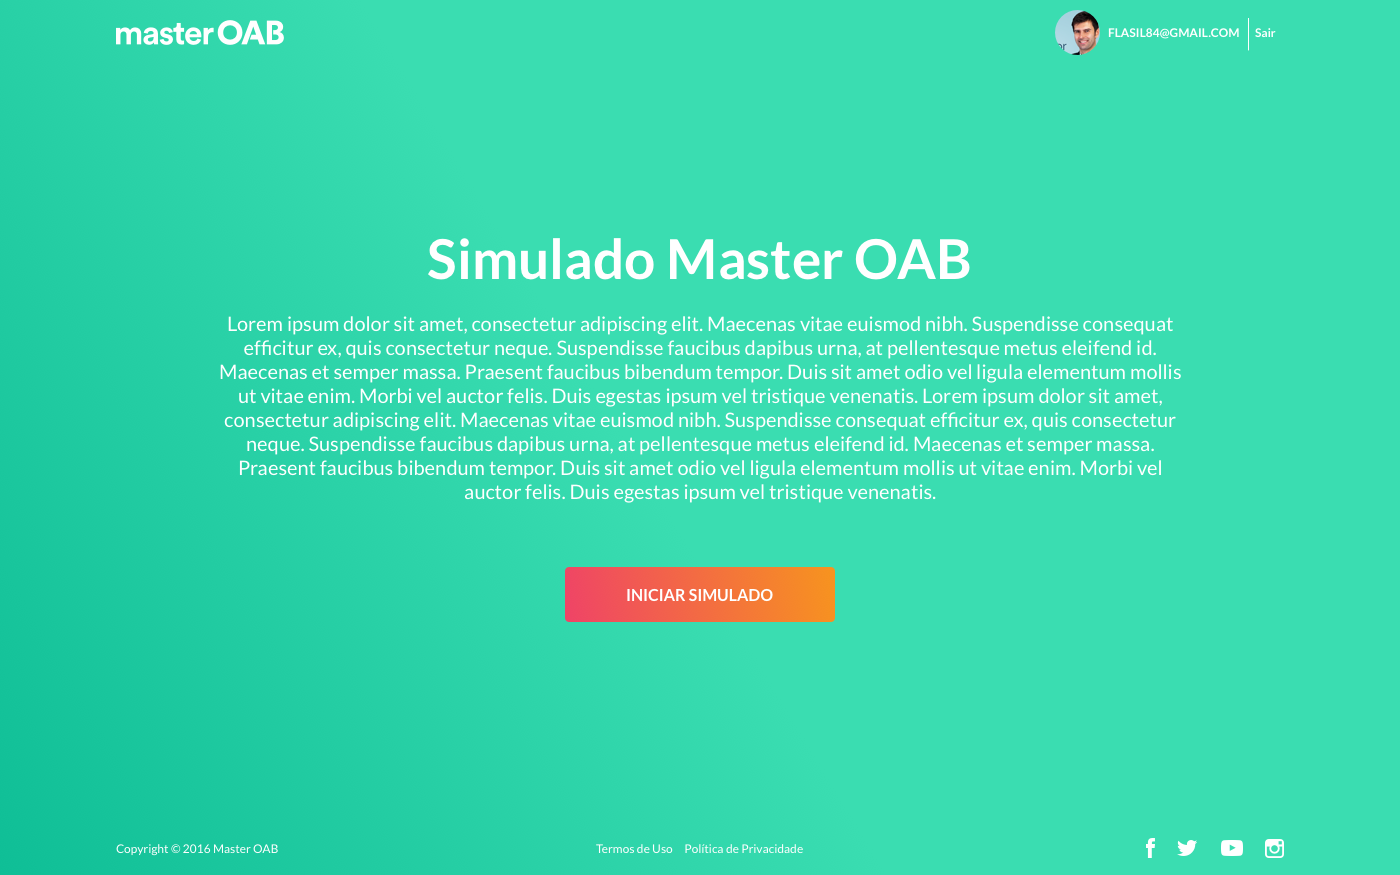 master OAB
FLASIL84@GMAIL.COM
Sair
Simulado Master OAB
Lorem ipsum dolor sit amet, consectetur adipiscing elit. Maecenas vitae euismod nibh. Suspendisse consequat
efficitur ex, quis consectetur neque. Suspendisse faucibus dapibus urna, at pellentesque metus eleifend id.
Maecenas et semper massa. Praesent faucibus bibendum tempor. Duis sit amet odio vel ligula elementum mollis
ut vitae enim. Morbi vel auctor felis. Duis egestas ipsum vel tristique venenatis. Lorem ipsum dolor sit amet,
consectetur adipiscing elit. Maecenas vitae euismod nibh. Suspendisse consequat efficitur ex, quis consectetur
neque. Suspendisse faucibus dapibus urna, at pellentesque metus eleifend id. Maecenas et semper massa.
Praesent faucibus bibendum tempor. Duis sit amet odio vel ligula elementum mollis ut vitae enim. Morbi vel
auctor felis. Duis egestas ipsum vel tristique venenatis.
INICIAR SIMULADO
Copyright © 2016 Master OAB
Termos de Uso
Política de Privacidade